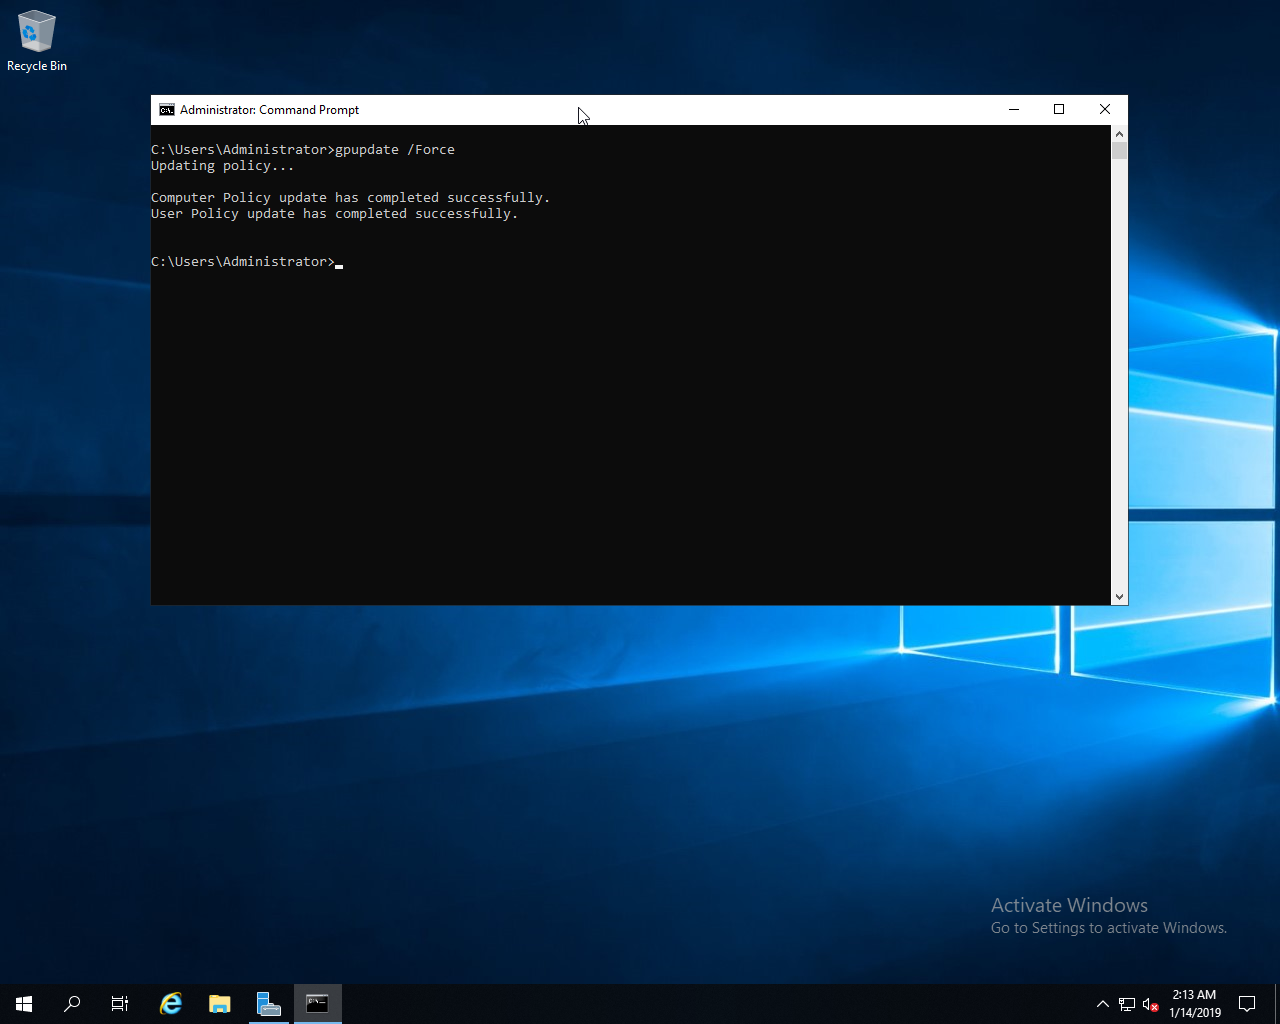 Recycle Bin
Administrator: Command Prompt
C:\Users\Administrator>gpupdate /Force
Updating policy...
Computer Policy update has completed successfully.
User Policy update has completed successfully.
C:\Users\Administrator>
Activate Windows
Go to Settings to activate Windows.
2:13 AM
1/14/2019